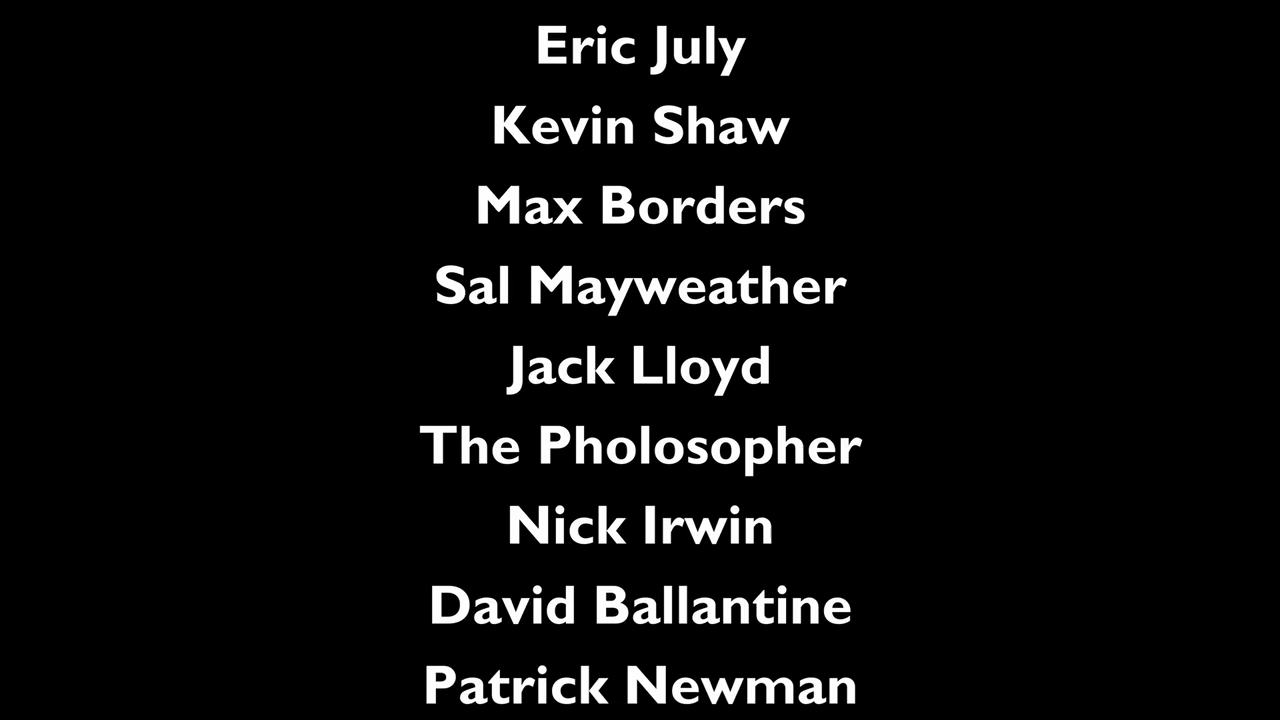 Eric July
Kevin Shaw
Max Borders
Sal Mayweather
Jack Lloyd
The Pholosopher
Nick Irwin
David Ballantine
Patrick Newman